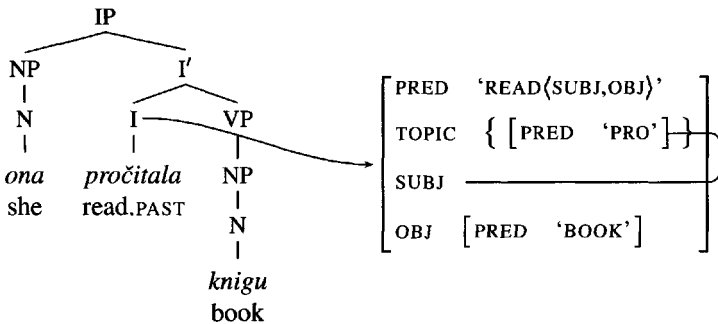 IP
NP I′
N I VP
ona pročitala NP
she read.PAST N
knigu
book
PRED ‘READ⟨SUBJ,OBJ⟩’
TOPIC { [PRED ‘PRO’] }
SUBJ
OBJ [PRED ‘BOOK’]